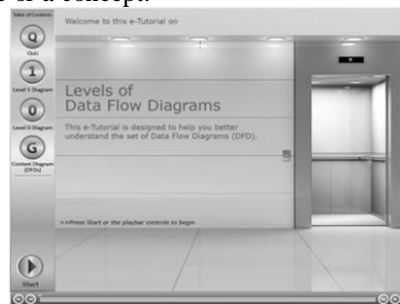 e of a concept.
Table of Contents
Q
Quiz
1
Level 1 Diagram
0
Level 0 Diagram
G
Context Diagram
(DFDs)
Start
Welcome to this e-Tutorial on
Levels of
Data Flow Diagrams
This e-Tutorial is designed to help you better
understand the set of Data Flow Diagrams (DFD).
>>Press Start or the playbar controls to begin